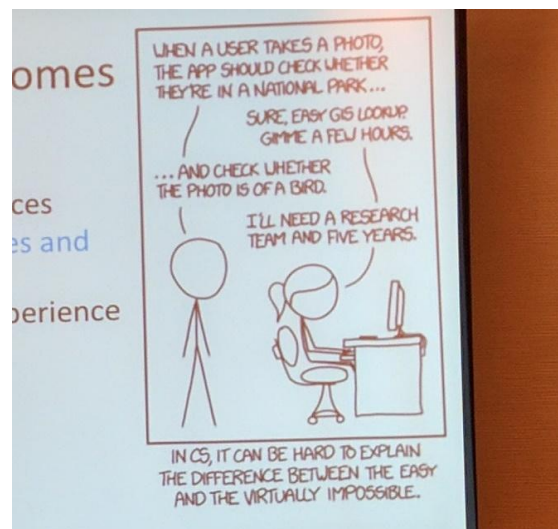 omes
ces
es and
perience
WHEN A USER TAKES A PHOTO,
THE APP SHOULD CHECK WHETHER
THEY'RE IN A NATIONAL PARK...
SURE, EASY GIS LOOKUP.
GIMME A FEW HOURS.
...AND CHECK WHETHER
THE PHOTO IS OF A BIRD.
I'LL NEED A RESEARCH
TEAM AND FIVE YEARS.
IN CS, IT CAN BE HARD TO EXPLAIN
THE DIFFERENCE BETWEEN THE EASY
AND THE VIRTUALLY IMPOSSIBLE.